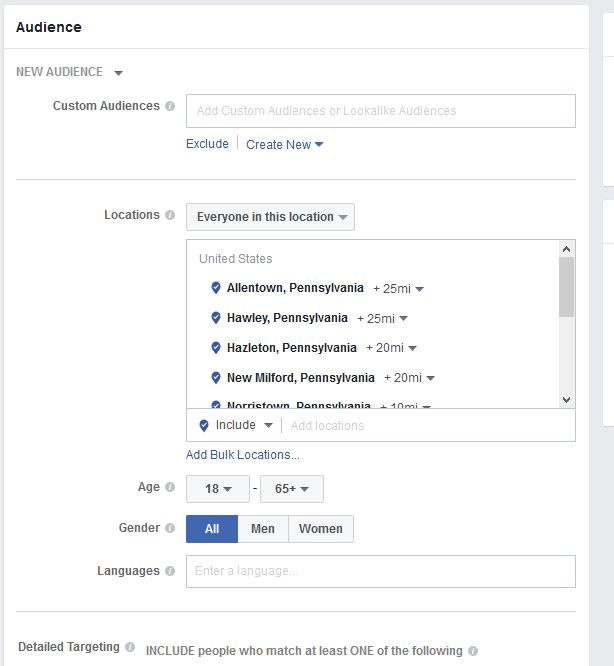 Audience
NEW AUDIENCE
Custom Audiences
Add Custom Audiences or Lookalike Audiences
Exclude Create New
Locations
Everyone in this location
United States
Allentown, Pennsylvania + 25mi
Hawley, Pennsylvania + 25mi
Hazleton, Pennsylvania + 20mi
New Milford, Pennsylvania + 20mi
Norristown, Pennsylvania + 10mi
Include Add locations
Add Bulk Locations...
Age 18 - 65+
Gender All Men Women
Languages Enter a language...
Detailed Targeting INCLUDE people who match at least ONE of the following